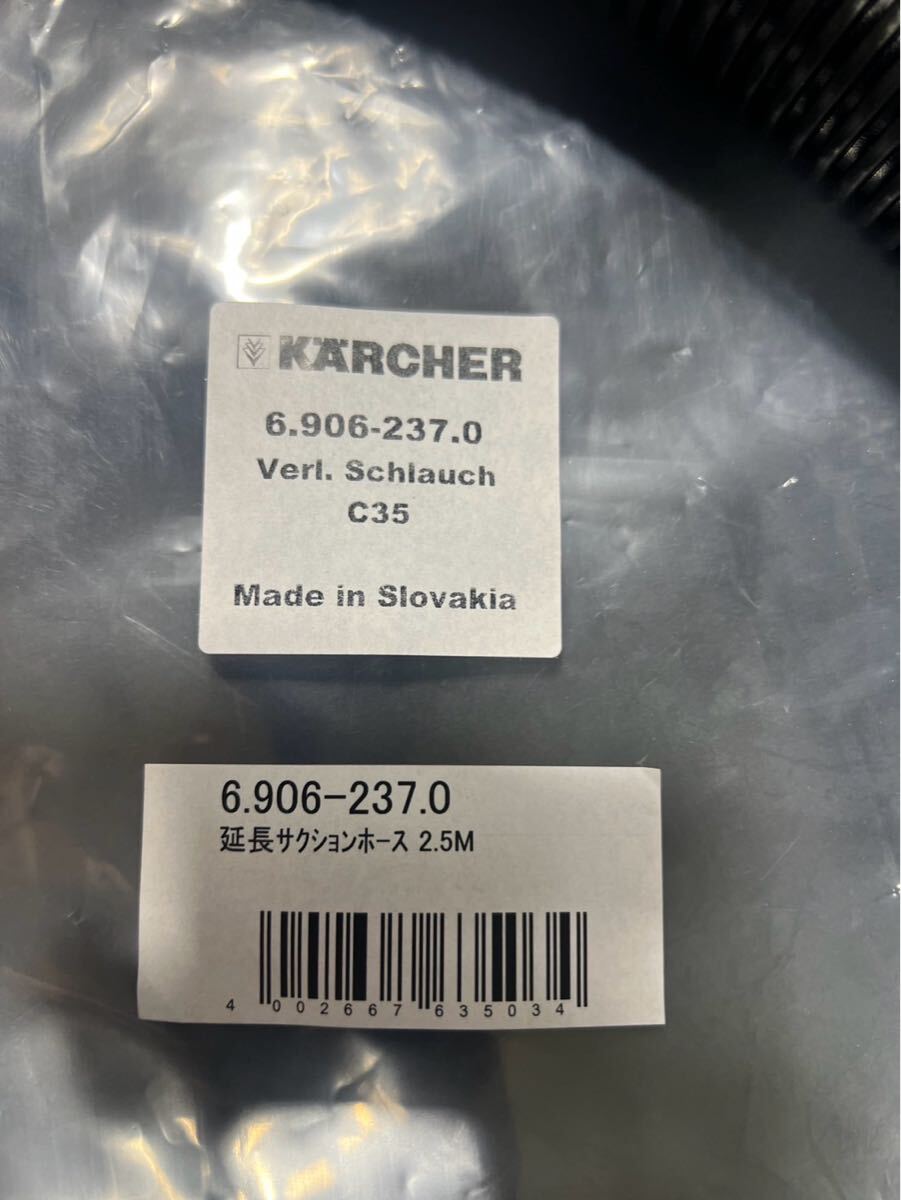 KÄRCHER
6.906-237.0
Verl. Schlauch
C35
Made in Slovakia
6.906-237.0
延長ｻｸｼｮﾝﾎｰｽ 2.5M
4 002667 635034